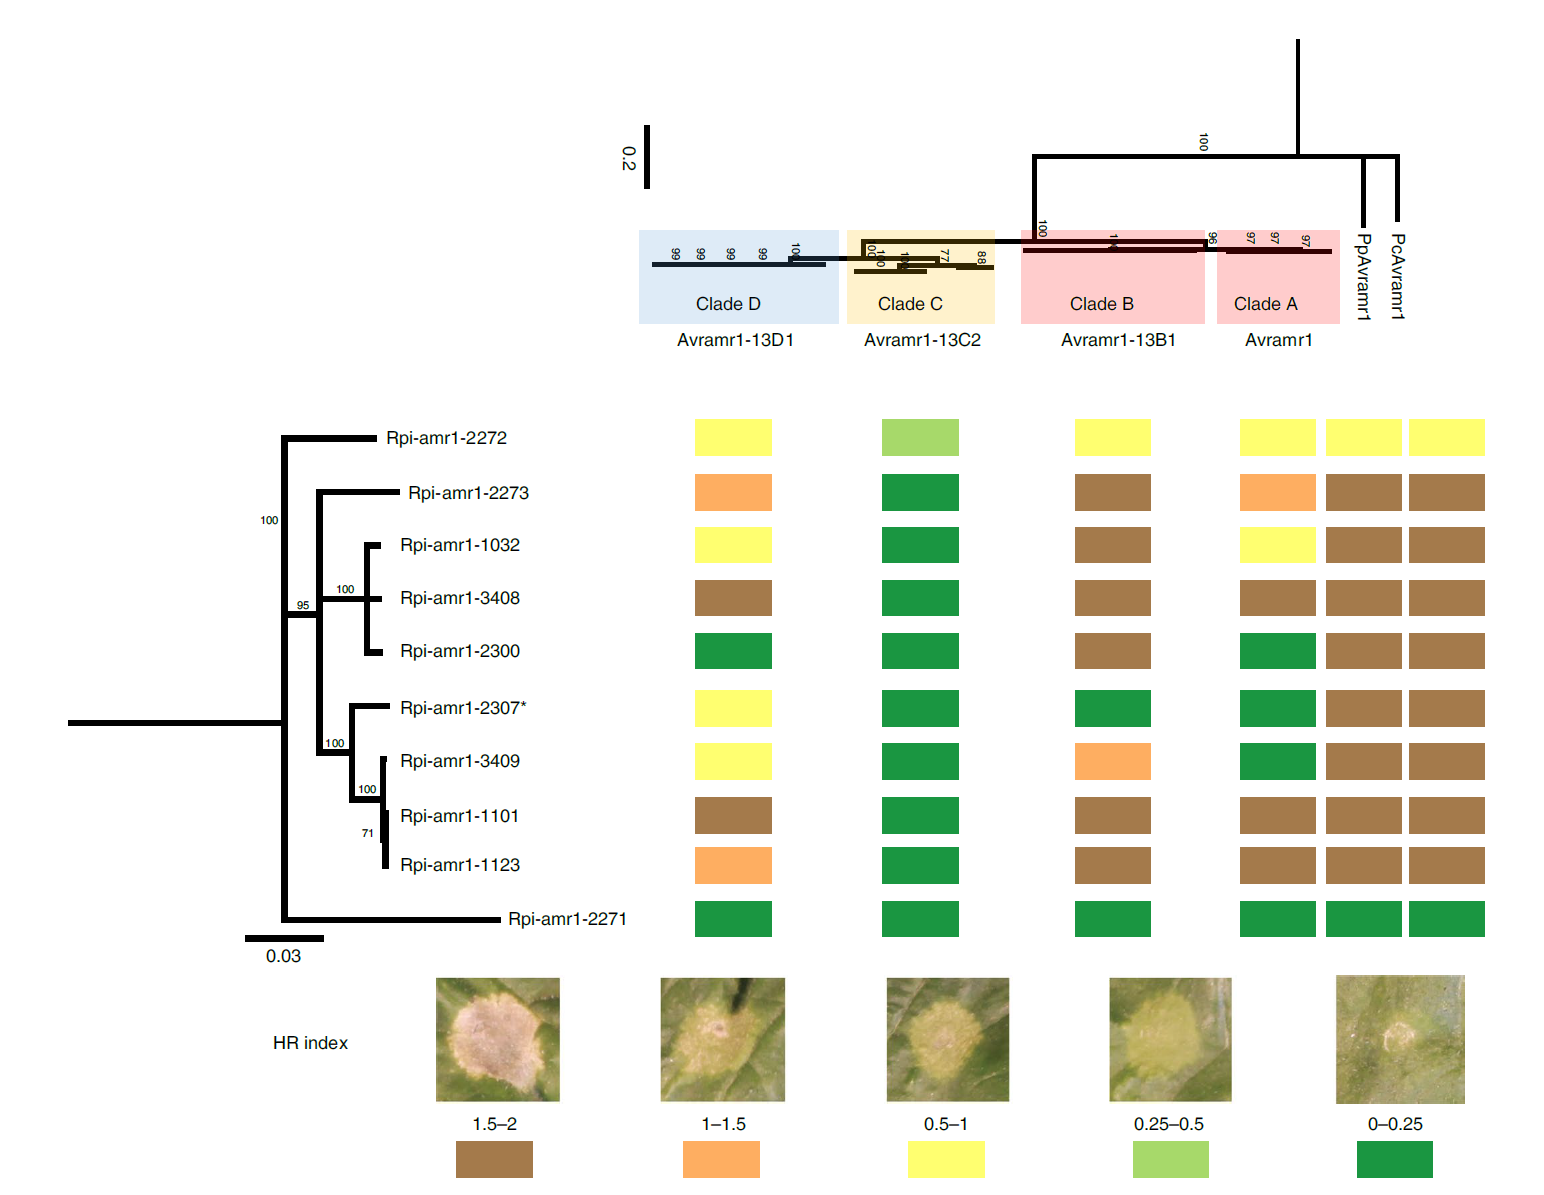 100
0.2
100
96
97
97
97
99
99
99
99
100
100
100
100
77
88
PpAvramr1
PcAvramr1
Clade D
Clade C
Clade B
Clade A
Avramr1-13D1
Avramr1-13C2
Avramr1-13B1
Avramr1
Rpi-amr1-2272
Rpi-amr1-2273
100
Rpi-amr1-1032
100
Rpi-amr1-3408
95
Rpi-amr1-2300
Rpi-amr1-2307*
100
Rpi-amr1-3409
100
Rpi-amr1-1101
71
Rpi-amr1-1123
Rpi-amr1-2271
0.03
HR index
1.5–2
1–1.5
0.5–1
0.25–0.5
0–0.25